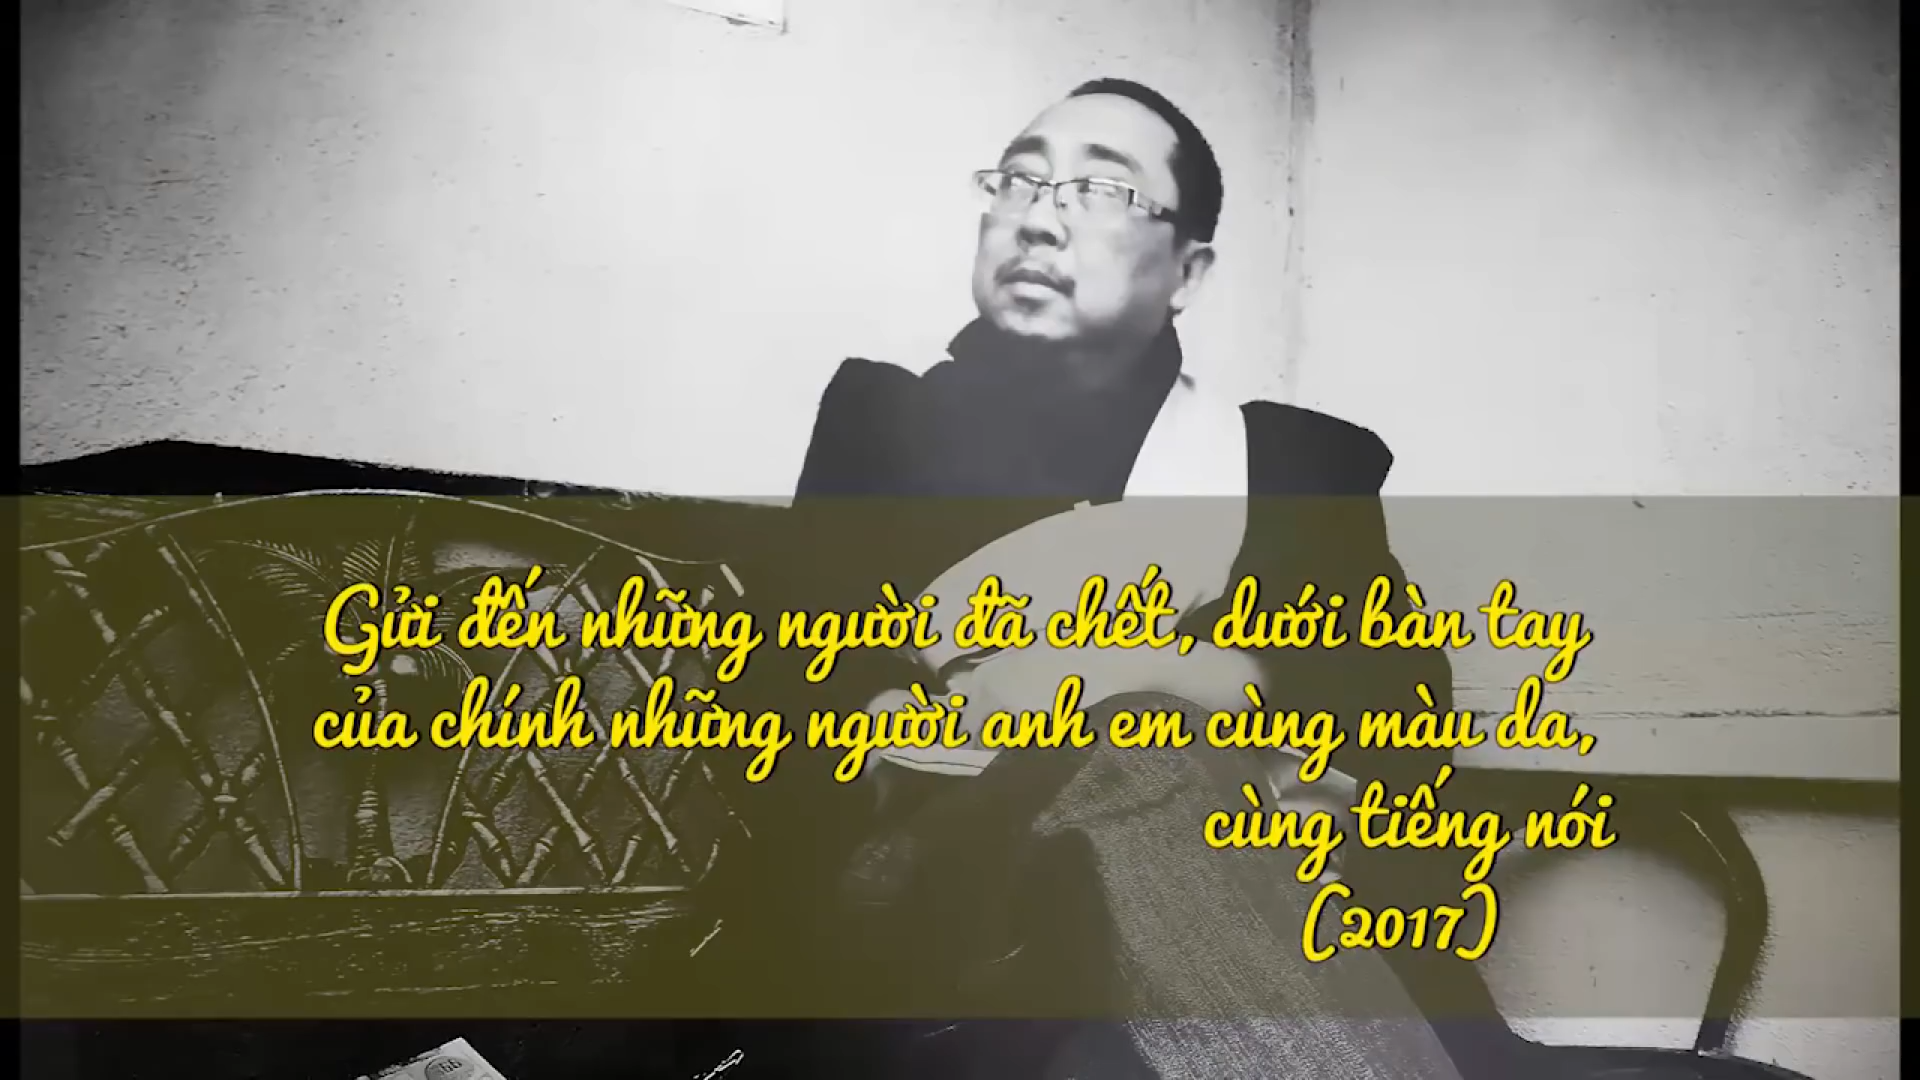 Gửi đến những người đã chết, dưới bàn tay
của chính những người anh em cùng màu da,
cùng tiếng nói
(2017)